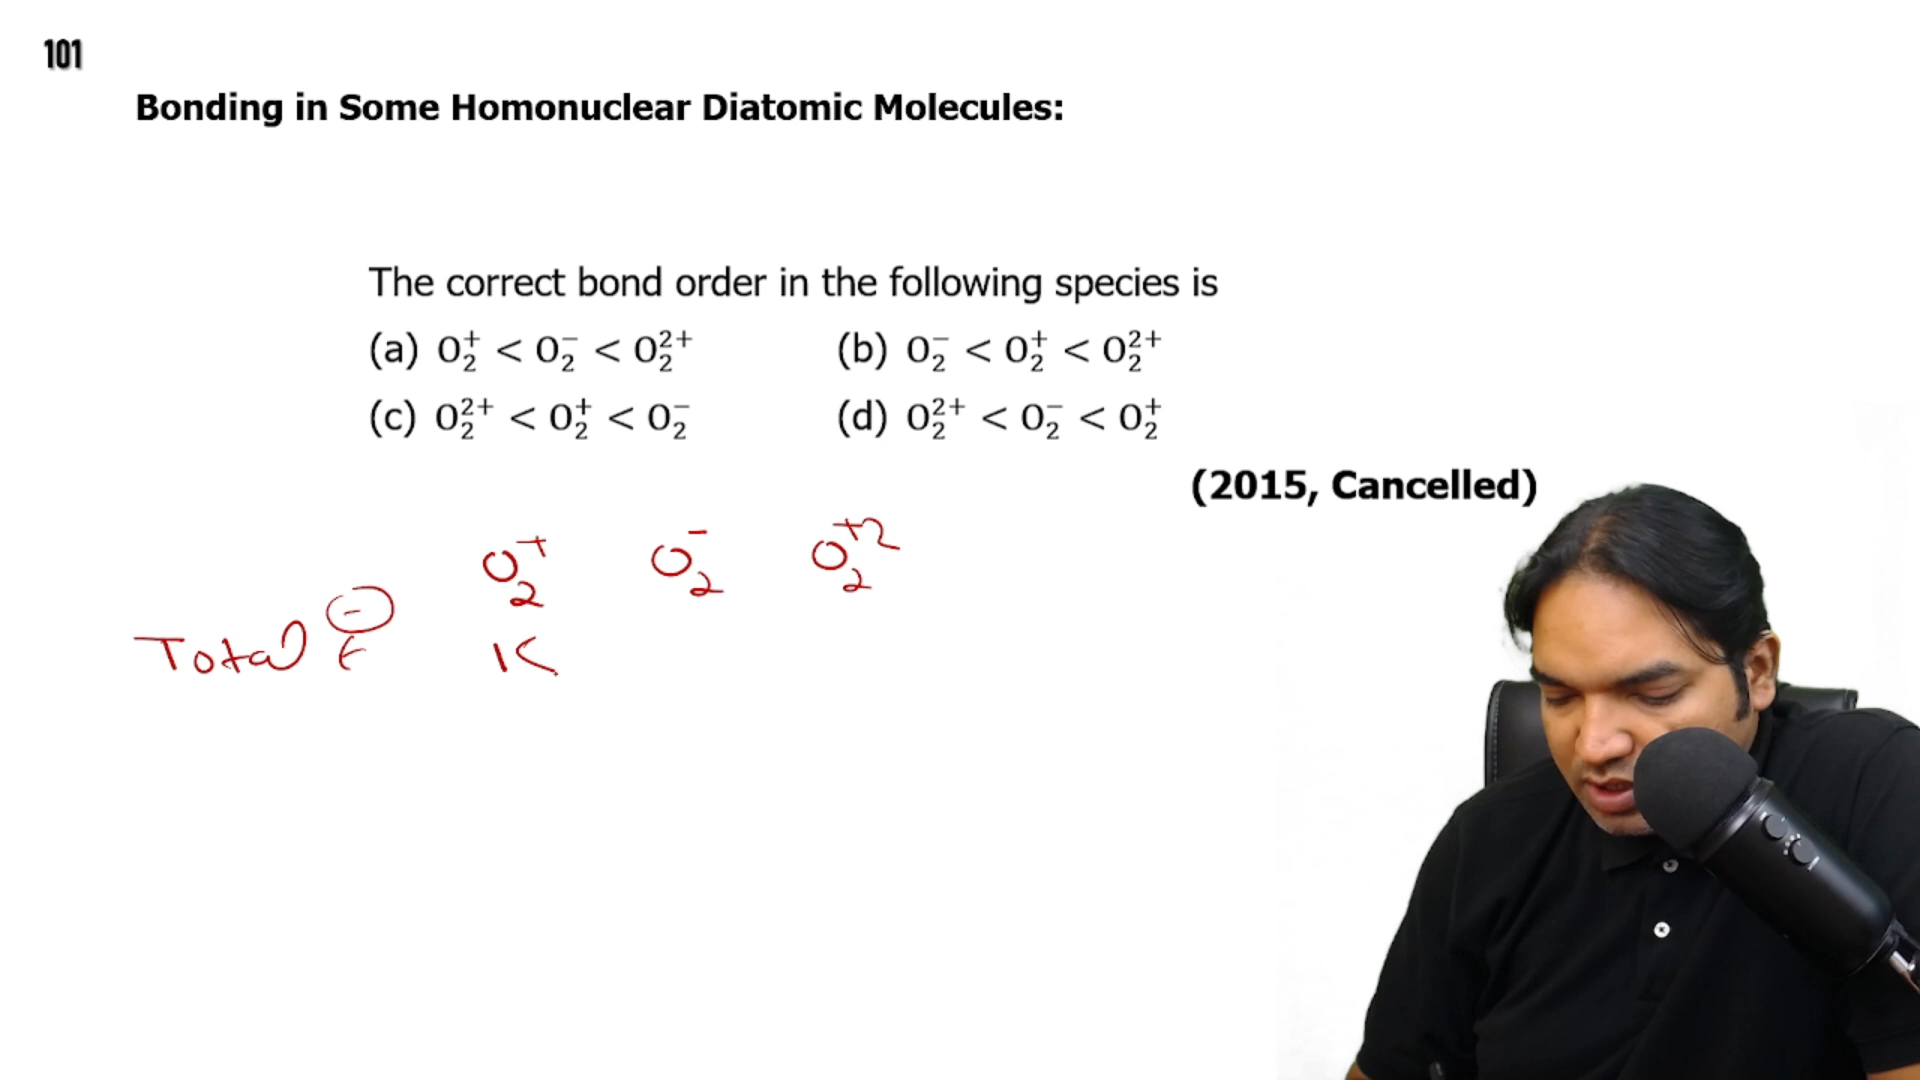 101
Bonding in Some Homonuclear Diatomic Molecules:
The correct bond order in the following species is
(a) O₂⁺ < O₂⁻ < O₂²⁺ (b) O₂⁻ < O₂⁺ < O₂²⁺
(c) O₂²⁺ < O₂⁺ < O₂⁻ (d) O₂²⁺ < O₂⁻ < O₂⁺
(2015, Cancelled)
O₂⁺ O₂⁻ O₂⁺²
Total